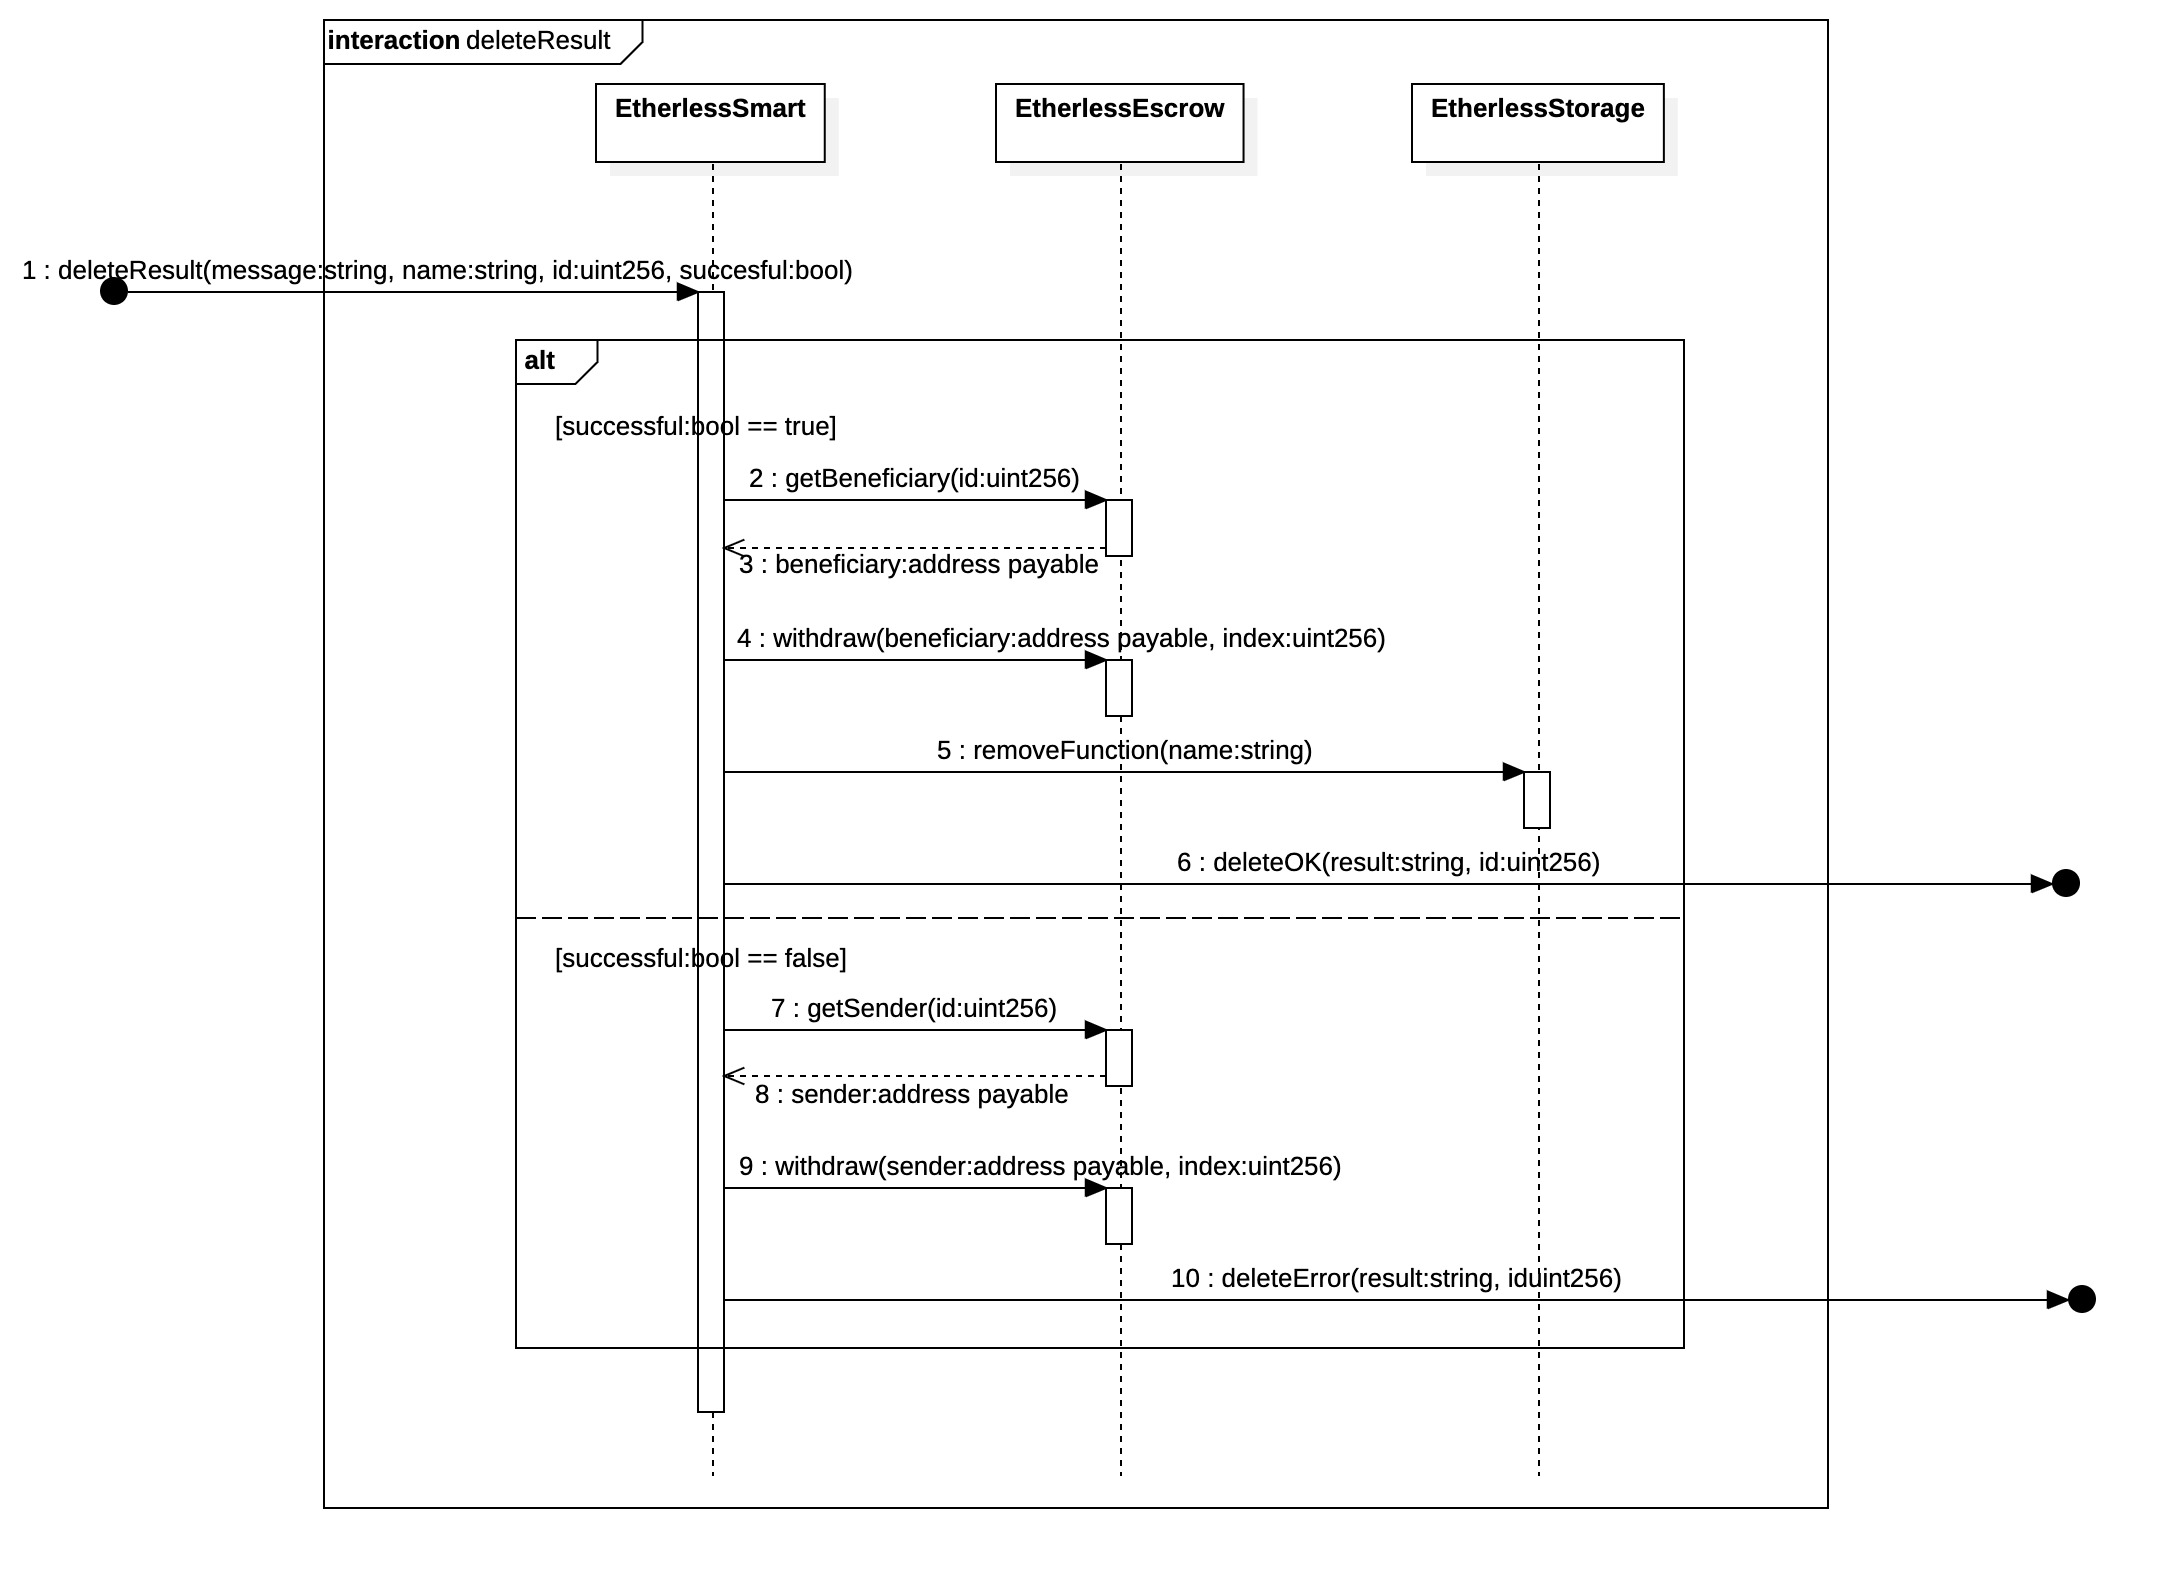 interaction deleteResult
EtherlessSmart
EtherlessEscrow
EtherlessStorage
1 : deleteResult(message:string, name:string, id:uint256, succesful:bool)
alt
[successful:bool == true]
2 : getBeneficiary(id:uint256)
3 : beneficiary:address payable
4 : withdraw(beneficiary:address payable, index:uint256)
5 : removeFunction(name:string)
6 : deleteOK(result:string, id:uint256)
[successful:bool == false]
7 : getSender(id:uint256)
8 : sender:address payable
9 : withdraw(sender:address payable, index:uint256)
10 : deleteError(result:string, iduint256)